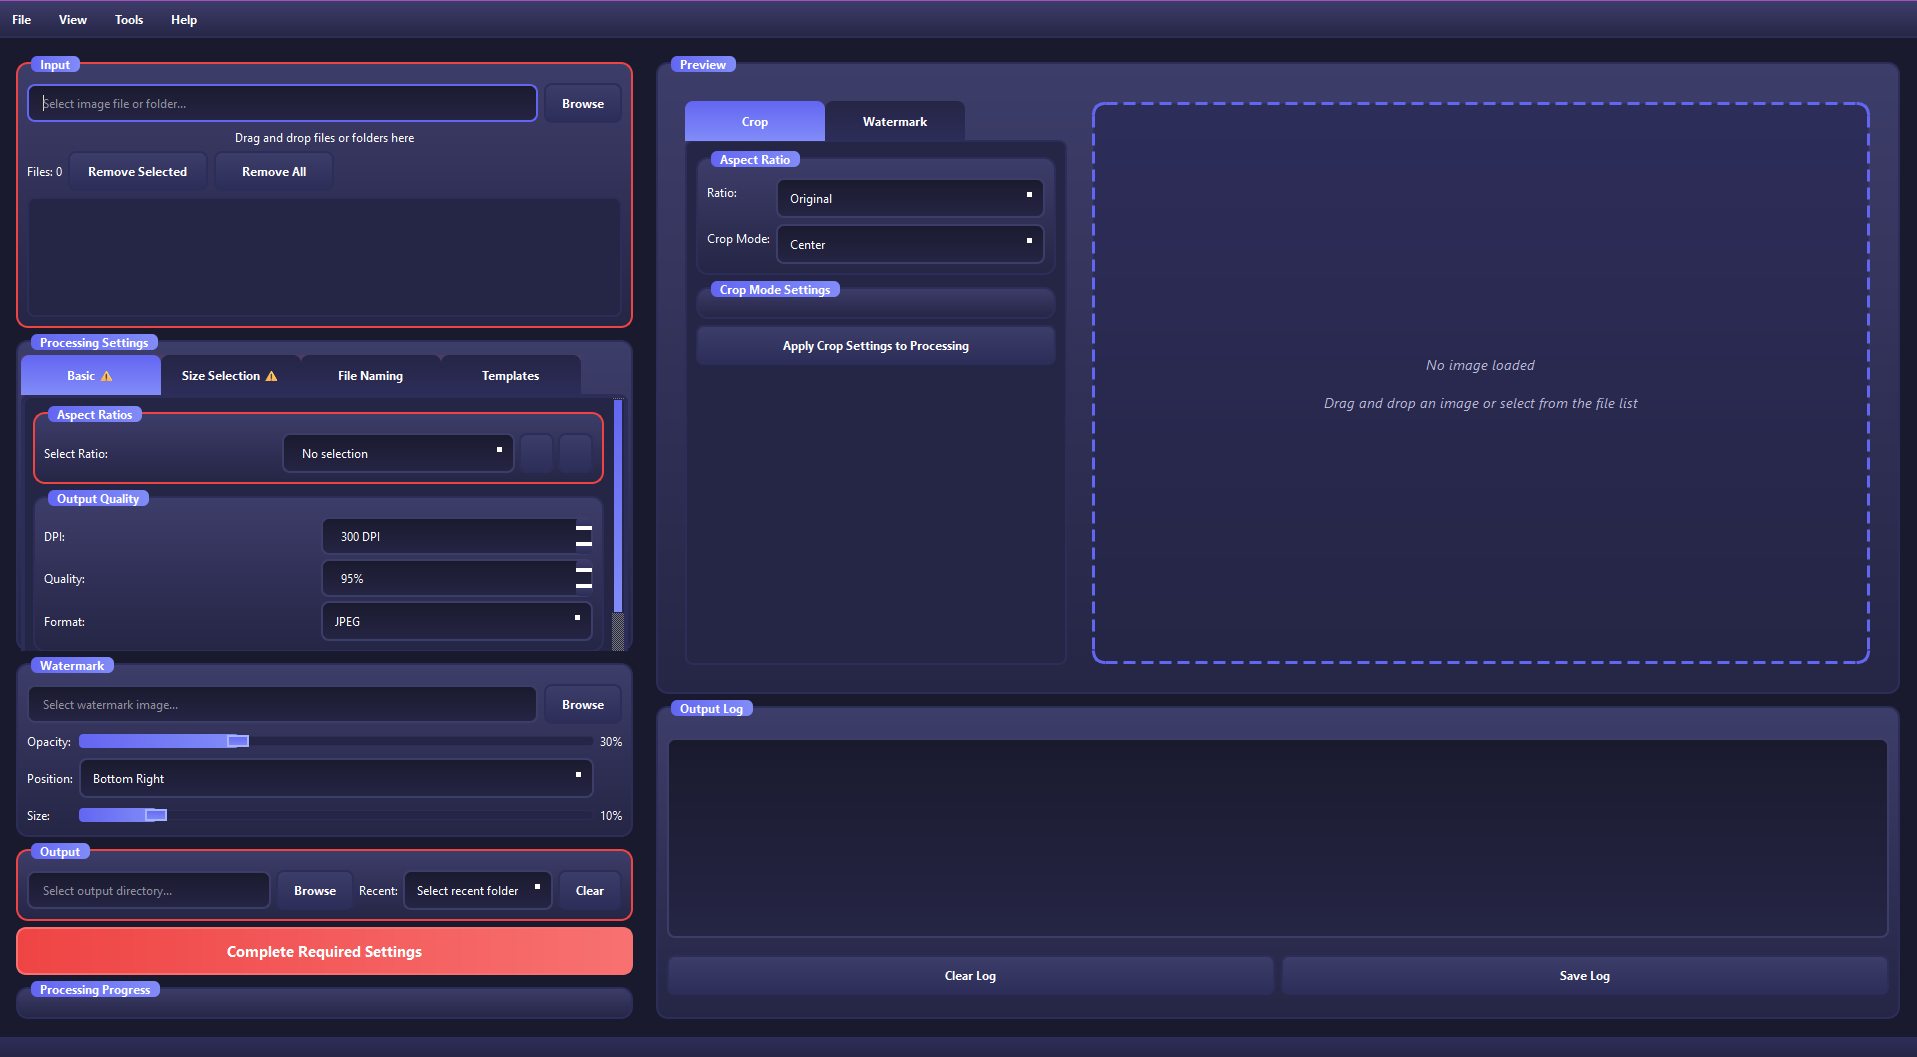 File View Tools Help
Input
Select image file or folder...
Browse
Drag and drop files or folders here
Files: 0
Remove Selected
Remove All
Processing Settings
Basic
Size Selection
File Naming
Templates
Aspect Ratios
Select Ratio:
No selection
Output Quality
DPI:
300 DPI
Quality:
95%
Format:
JPEG
Watermark
Select watermark image...
Browse
Opacity:
30%
Position:
Bottom Right
Size:
10%
Output
Select output directory...
Browse
Recent:
Select recent folder
Clear
Complete Required Settings
Processing Progress
Preview
Crop
Watermark
Aspect Ratio
Ratio:
Original
Crop Mode:
Center
Crop Mode Settings
Apply Crop Settings to Processing
No image loaded
Drag and drop an image or select from the file list
Output Log
Clear Log
Save Log